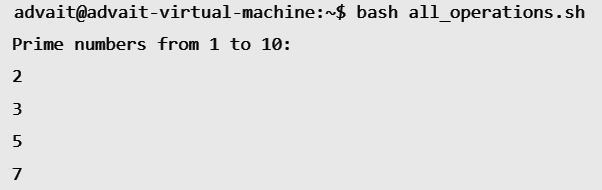 advait@advait-virtual-machine:~$ bash all_operations.sh
Prime numbers from 1 to 10:
2
3
5
7